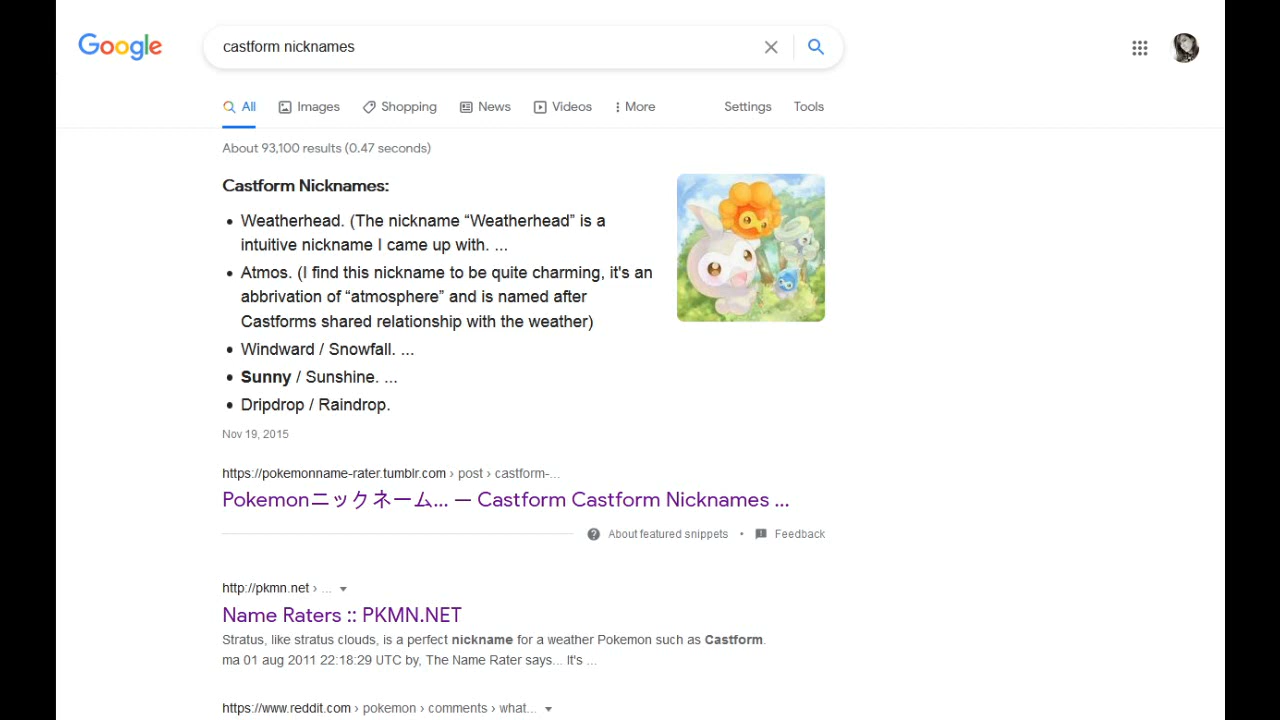 Google
castform nicknames
All
Images
Shopping
News
Videos
More
Settings
Tools
About 93,100 results (0.47 seconds)
Castform Nicknames:
Weatherhead. (The nickname “Weatherhead” is a
intuitive nickname I came up with. ...
Atmos. (I find this nickname to be quite charming, it's an
abbrivation of “atmosphere” and is named after
Castforms shared relationship with the weather)
Windward / Snowfall. ...
Sunny / Sunshine. ...
Dripdrop / Raindrop.
Nov 19, 2015
https://pokemonname-rater.tumblr.com › post › castform-...
Pokemonニックネーム... — Castform Castform Nicknames ...
About featured snippets • Feedback
http://pkmn.net › ...
Name Raters :: PKMN.NET
Stratus, like stratus clouds, is a perfect nickname for a weather Pokemon such as Castform.
ma 01 aug 2011 22:18:29 UTC by, The Name Rater says... It's ...
https://www.reddit.com › pokemon › comments › what...